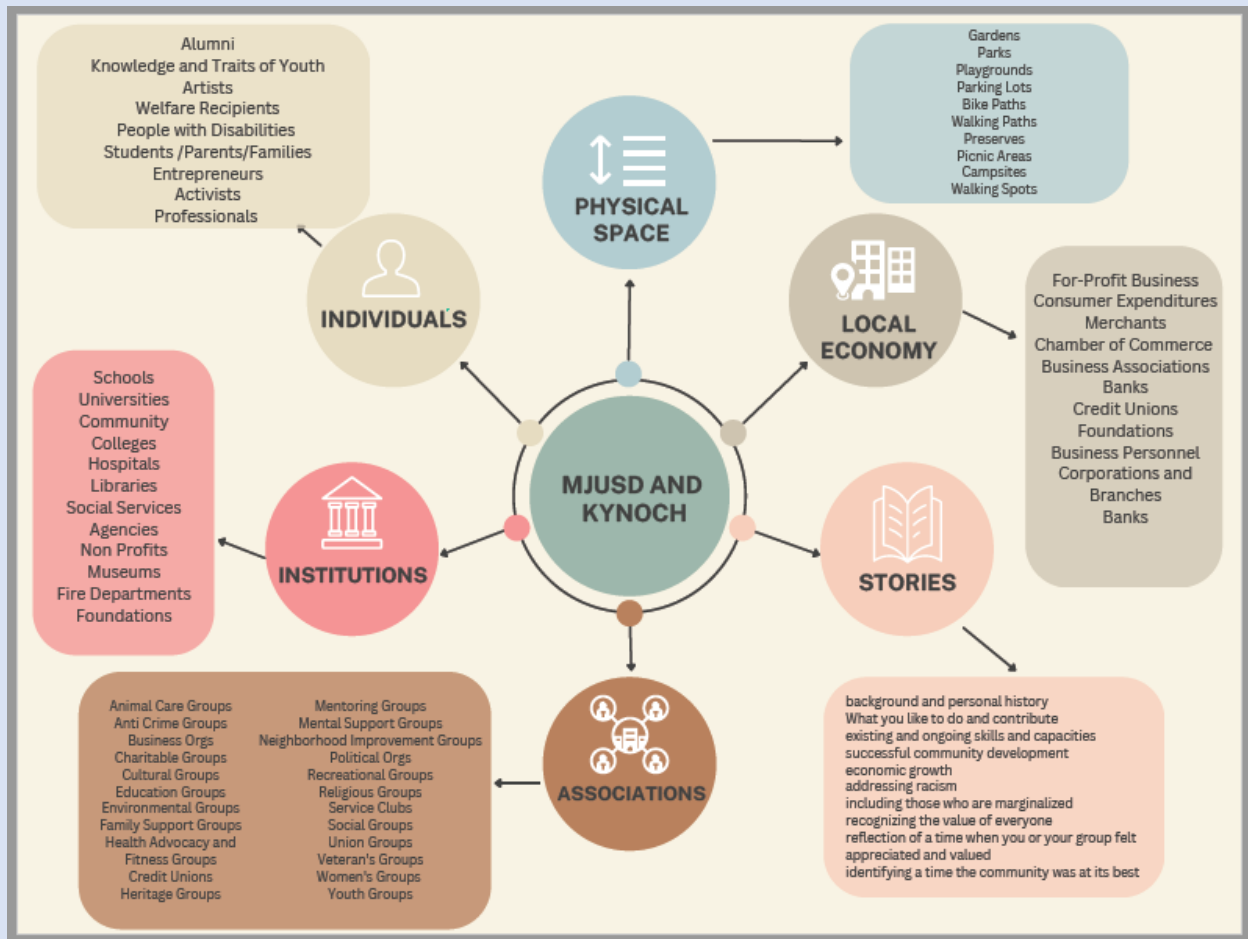 Alumni
Knowledge and Traits of Youth
Artists
Welfare Recipients
People with Disabilities
Students /Parents/Families
Entrepreneurs
Activists
Professionals
INDIVIDUALS
PHYSICAL
SPACE
Gardens
Parks
Playgrounds
Parking Lots
Bike Paths
Walking Paths
Preserves
Picnic Areas
Campsites
Walking Spots
LOCAL
ECONOMY
For-Profit Business
Consumer Expenditures
Merchants
Chamber of Commerce
Business Associations
Banks
Credit Unions
Foundations
Business Personnel
Corporations and
Branches
Banks
MJUSD AND
KYNOCH
Schools
Universities
Community
Colleges
Hospitals
Libraries
Social Services
Agencies
Non Profits
Museums
Fire Departments
Foundations
INSTITUTIONS
STORIES
background and personal history
What you like to do and contribute
existing and ongoing skills and capacities
successful community development
economic growth
addressing racism
including those who are marginalized
recognizing the value of everyone
reflection of a time when you or your group felt
appreciated and valued
identifying a time the community was at its best
ASSOCIATIONS
Animal Care Groups
Anti Crime Groups
Business Orgs
Charitable Groups
Cultural Groups
Education Groups
Environmental Groups
Family Support Groups
Health Advocacy and
Fitness Groups
Credit Unions
Heritage Groups
Mentoring Groups
Mental Support Groups
Neighborhood Improvement Groups
Political Orgs
Recreational Groups
Religious Groups
Service Clubs
Social Groups
Union Groups
Veteran's Groups
Women's Groups
Youth Groups